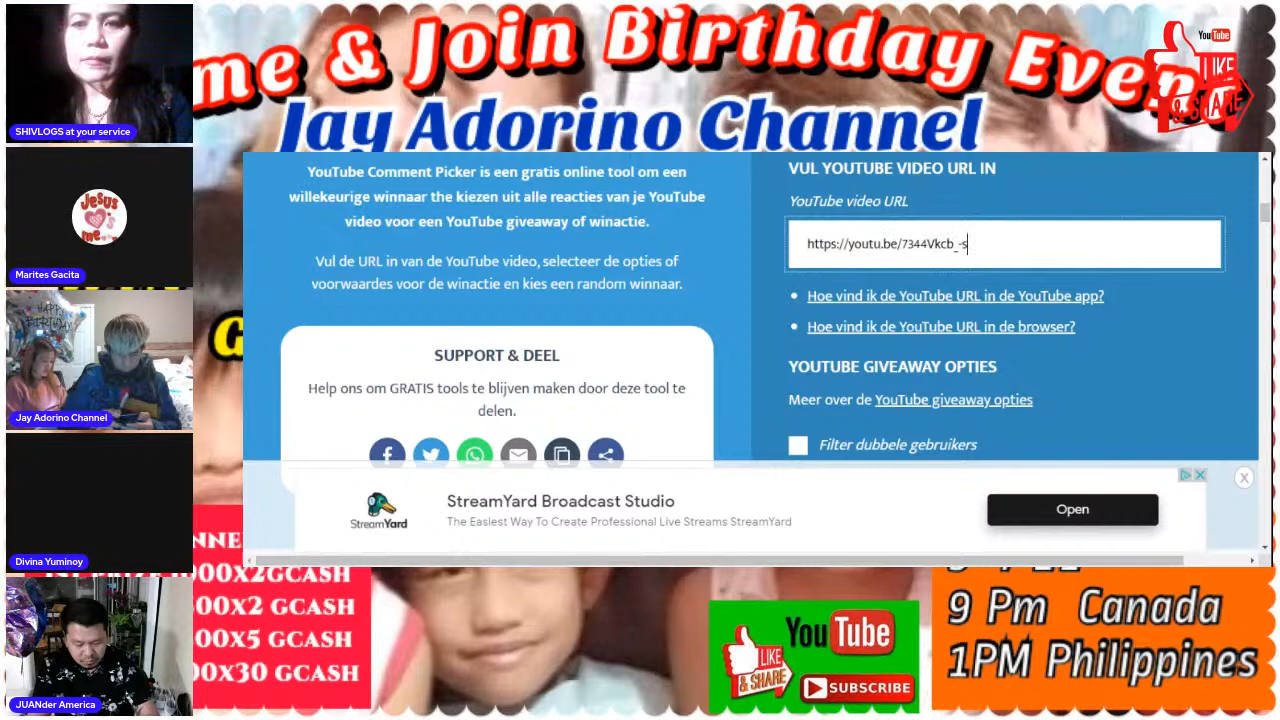 me & Join Birthday Even
Jay Adorino Channel
YouTube
LIKE
& SHARE
SHIVLOGS at your service
Jesus
me
Marites Gacita
HAPPY
BIRTHDAY
Jay Adorino Channel
Divina Yuminoy
JUANder America
YouTube Comment Picker is een gratis online tool om een
willekeurige winnaar the kiezen uit alle reacties van je YouTube
video voor een YouTube giveaway of winactie.
Vul de URL in van de YouTube video, selecteer de opties of
voorwaardes voor de winactie en kies een random winnaar.
SUPPORT & DEEL
Help ons om GRATIS tools te blijven maken door deze tool te
delen.
VUL YOUTUBE VIDEO URL IN
YouTube video URL
https://youtu.be/7344Vkcb_-s
Hoe vind ik de YouTube URL in de YouTube app?
Hoe vind ik de YouTube URL in de browser?
YOUTUBE GIVEAWAY OPTIES
Meer over de YouTube giveaway opties
Filter dubbele gebruikers
StreamYard
StreamYard Broadcast Studio
The Easiest Way To Create Professional Live Streams StreamYard
Open
X
G
NNE
00X2GCASH
00X2 GCASH
00X5 GCASH
00X30 GCASH
YouTube
LIKE
& SHARE
SUBSCRIBE
9 Pm Canada
1PM Philippines